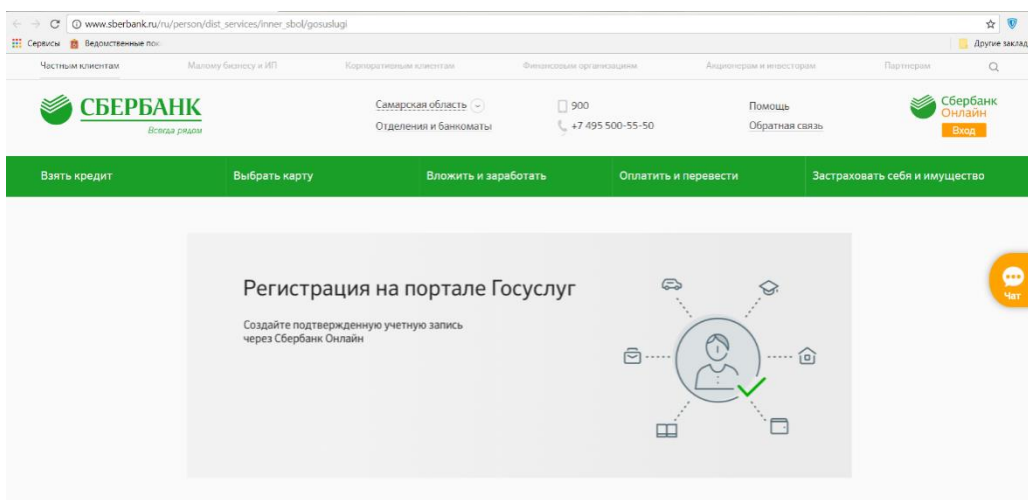 www.sberbank.ru/ru/person/dist_services/inner_sbol/gosuslugi
Сервисы Ведомственные пок Другие заклад
Частным клиентам Малому бизнесу и ИП Корпоративным клиентам Финансовым организациям Акционерам и инвесторам Партнерам
СБЕРБАНК
Всегда рядом
Самарская область 900 Помощь
Отделения и банкоматы +7 495 500-55-50 Обратная связь
Сбербанк
Онлайн
Вход
Взять кредит Выбрать карту Вложить и заработать Оплатить и перевести Застраховать себя и имущество
Регистрация на портале Госуслуг
Создайте подтвержденную учетную запись
через Сбербанк Онлайн
Чат